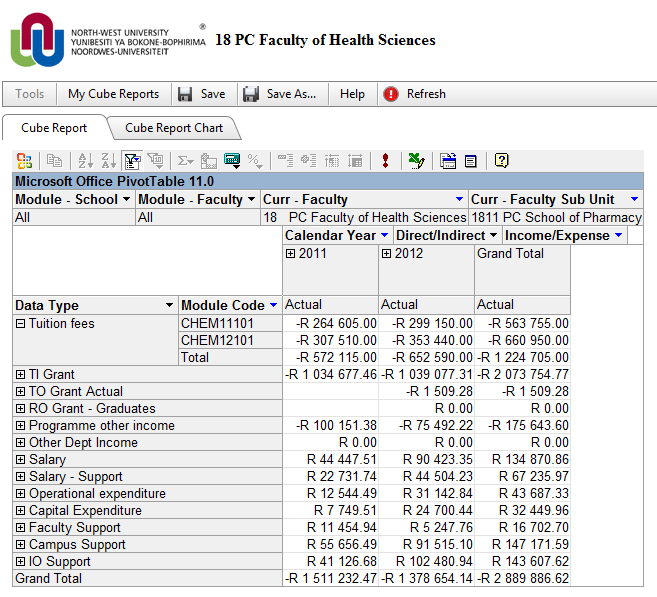 NORTH-WEST UNIVERSITY ®
YUNIBESITI YA BOKONE-BOPHIRIMA
NOORDWES-UNIVERSITEIT
18 PC Faculty of Health Sciences
Tools My Cube Reports Save Save As... Help Refresh
Cube Report Cube Report Chart
Microsoft Office PivotTable 11.0
Module - School Module - Faculty Curr - Faculty Curr - Faculty Sub Unit
All All 18 PC Faculty of Health Sciences 1811 PC School of Pharmacy
Calendar Year Direct/Indirect Income/Expense
2011 2012 Grand Total
Data Type Module Code Actual Actual Actual
Tuition fees CHEM11101 -R 264 605.00 -R 299 150.00 -R 563 755.00
CHEM12101 -R 307 510.00 -R 353 440.00 -R 660 950.00
Total -R 572 115.00 -R 652 590.00 -R 1 224 705.00
TI Grant -R 1 034 677.46 -R 1 039 077.31 -R 2 073 754.77
TO Grant Actual -R 1 509.28 -R 1 509.28
RO Grant - Graduates R 0.00 R 0.00
Programme other income -R 100 151.38 -R 75 492.22 -R 175 643.60
Other Dept Income R 0.00 R 0.00 R 0.00
Salary R 44 447.51 R 90 423.35 R 134 870.86
Salary - Support R 22 731.74 R 44 504.23 R 67 235.97
Operational expenditure R 12 544.49 R 31 142.84 R 43 687.33
Capital Expenditure R 7 749.51 R 24 700.44 R 32 449.96
Faculty Support R 11 454.94 R 5 247.76 R 16 702.70
Campus Support R 55 656.49 R 91 515.10 R 147 171.59
IO Support R 41 126.68 R 102 480.94 R 143 607.62
Grand Total -R 1 511 232.47 -R 1 378 654.14 -R 2 889 886.62